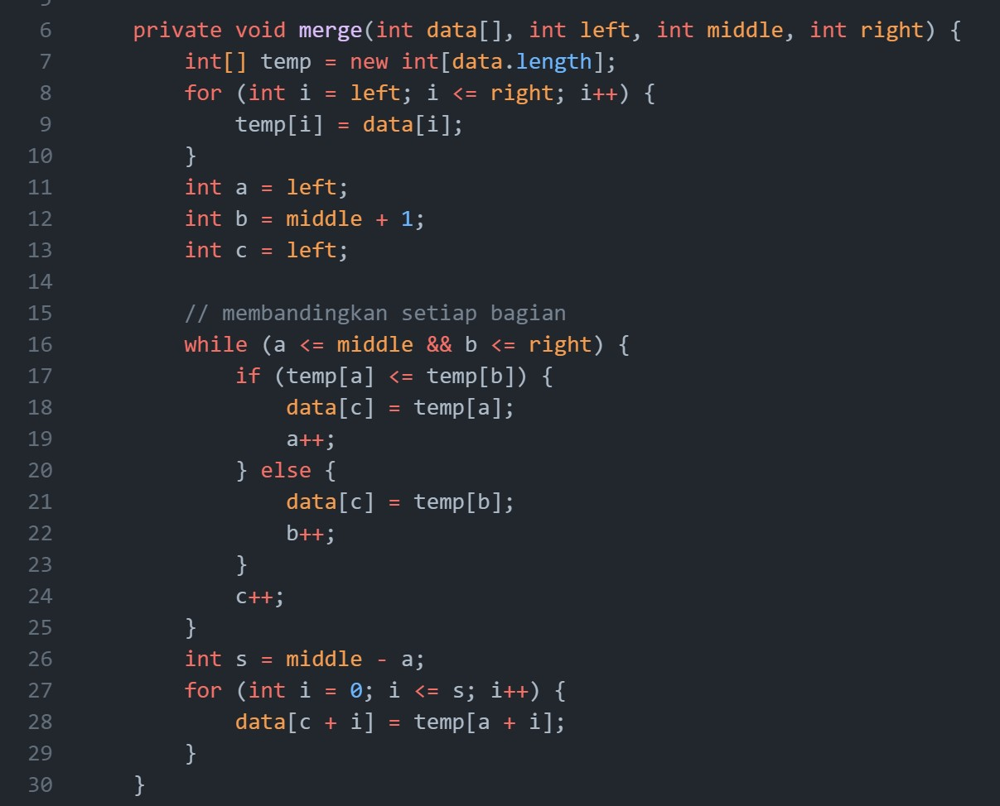 6 private void merge(int data[], int left, int middle, int right) {
7 int[] temp = new int[data.length];
8 for (int i = left; i <= right; i++) {
9 temp[i] = data[i];
10 }
11 int a = left;
12 int b = middle + 1;
13 int c = left;
14
15 // membandingkan setiap bagian
16 while (a <= middle && b <= right) {
17 if (temp[a] <= temp[b]) {
18 data[c] = temp[a];
19 a++;
20 } else {
21 data[c] = temp[b];
22 b++;
23 }
24 c++;
25 }
26 int s = middle - a;
27 for (int i = 0; i <= s; i++) {
28 data[c + i] = temp[a + i];
29 }
30 }